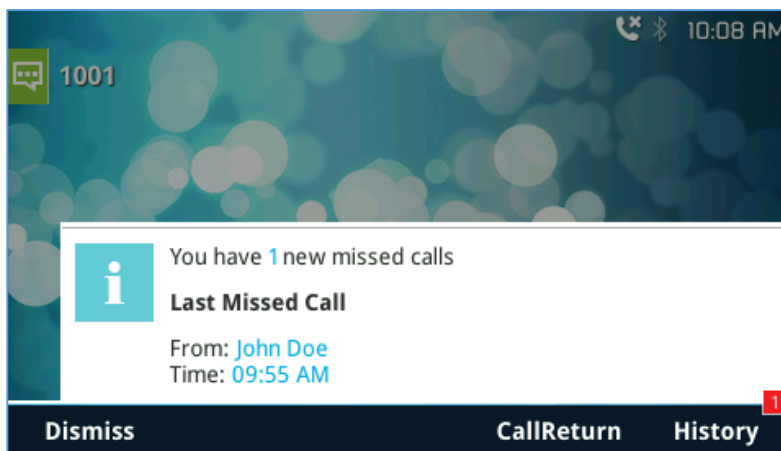 10:08 AM
1001
You have 1 new missed calls
Last Missed Call
From: John Doe
Time: 09:55 AM
1
Dismiss CallReturn History